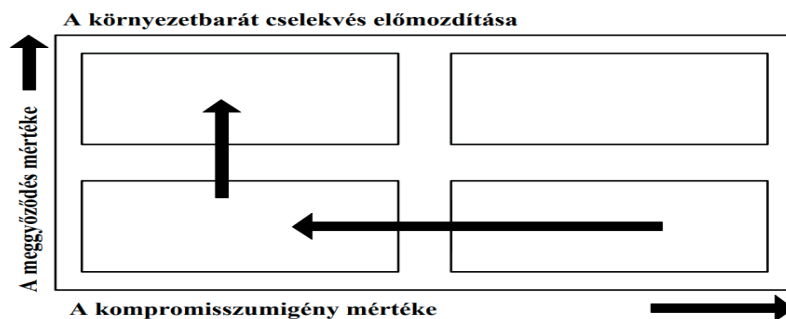 A környezetbarát cselekvés előmozdítása
A meggyőződés mértéke
A kompromisszumigény mértéke